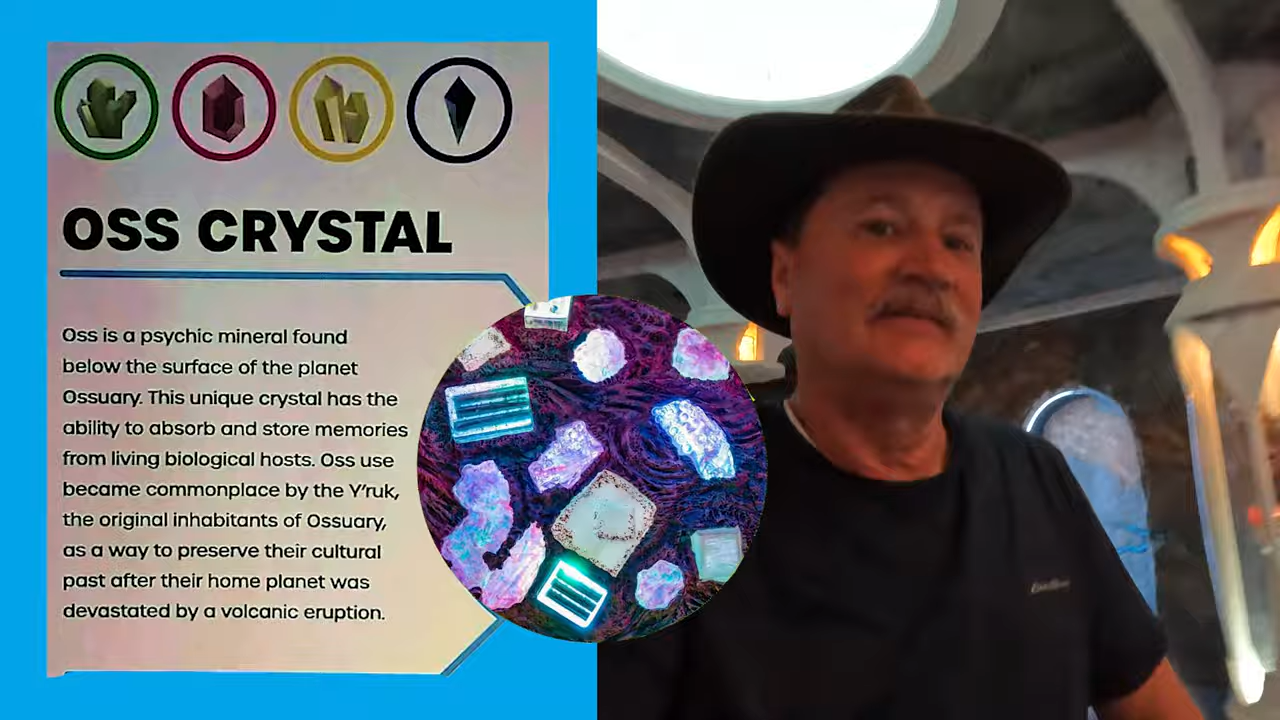 OSS CRYSTAL
Oss is a psychic mineral found
below the surface of the planet
Ossuary. This unique crystal has the
ability to absorb and store memories
from living biological hosts. Oss use
became commonplace by the Y'ruk,
the original inhabitants of Ossuary,
as a way to preserve their cultural
past after their home planet was
devastated by a volcanic eruption.